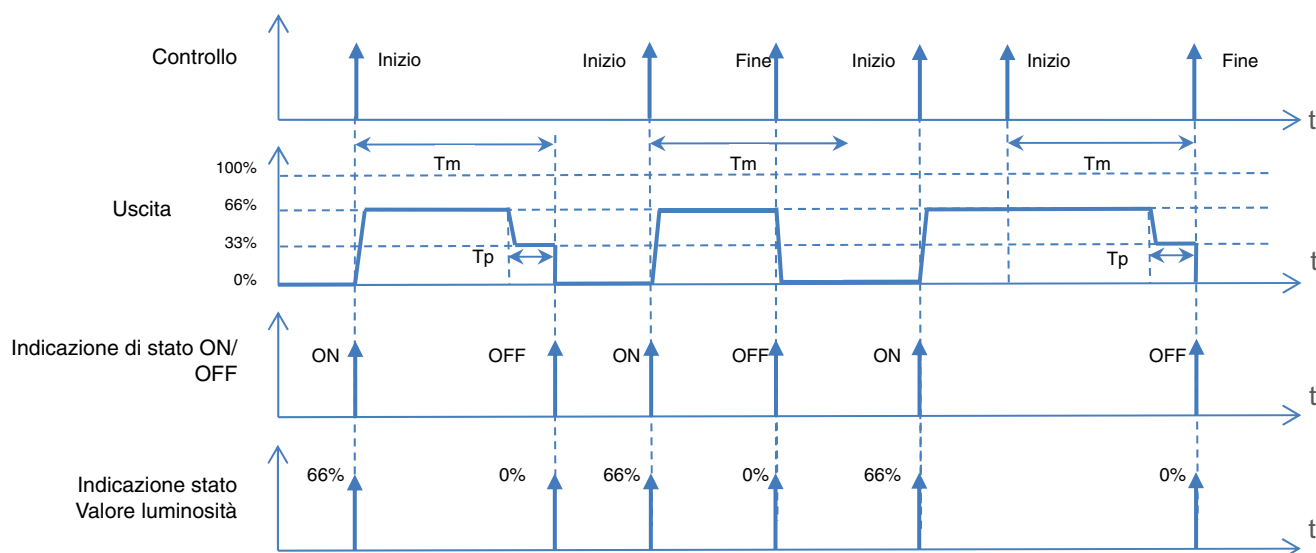 Controllo
Inizio
Inizio
Fine
Inizio
Inizio
Fine
t
Tm
Tm
Tm
100%
Uscita
66%
33%
0%
Tp
Tp
t
Indicazione di stato ON/
OFF
ON
OFF
ON
OFF
ON
OFF
t
Indicazione stato
Valore luminosità
66%
0%
66%
0%
66%
0%
t